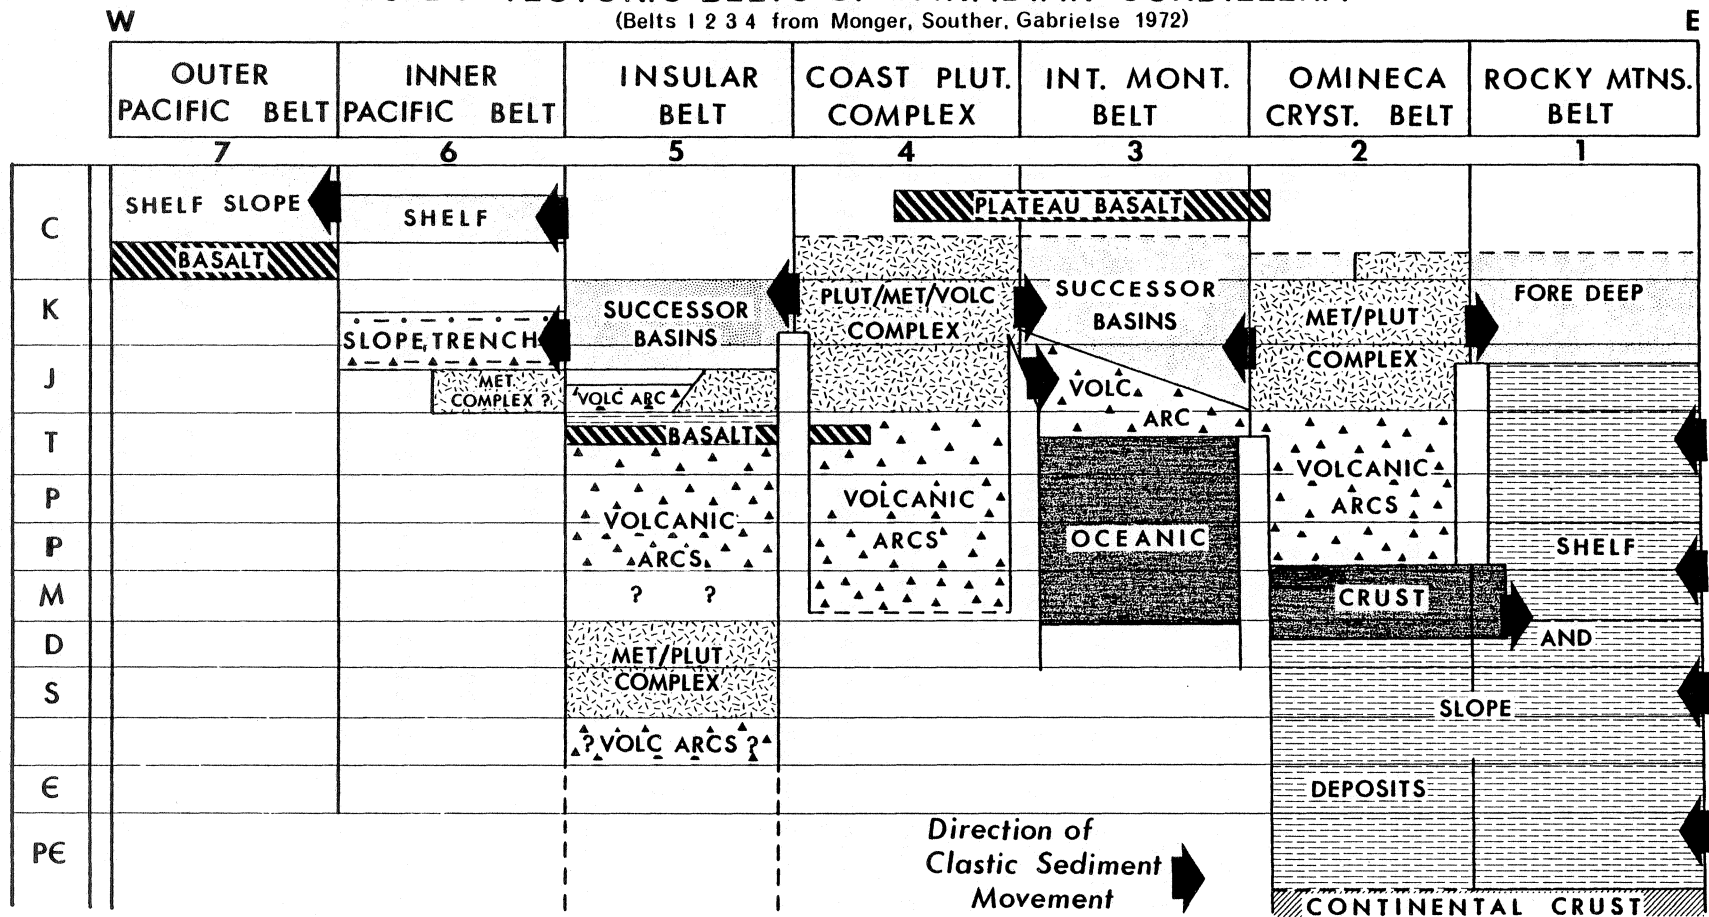 (Belts 1 2 3 4 from Monger, Souther, Gabrielse 1972)
W
E
OUTER PACIFIC BELT
INNER PACIFIC BELT
INSULAR BELT
COAST PLUT. COMPLEX
INT. MONT. BELT
OMINECA CRYST. BELT
ROCKY MTNS. BELT
7 6 5 4 3 2 1
C
SHELF SLOPE
SHELF
PLATEAU BASALT
BASALT
K
SUCCESSOR
BASINS
PLUT/MET/VOLC
COMPLEX
SUCCESSOR
BASINS
MET/PLUT
COMPLEX
FORE DEEP
SLOPE, TRENCH
J
MET.
COMPLEX ?
VOLC ARC
VOLC
ARC
T
BASALT
VOLCANIC
ARCS
P
VOLCANIC
ARCS
VOLCANIC
ARCS
P
OCEANIC
SHELF
M
? ?
CRUST
D
MET/PLUT
COMPLEX
AND
S
SLOPE
? VOLC ARCS ?
Є
DEPOSITS
PЄ
Direction of
Clastic Sediment
Movement
CONTINENTAL CRUST